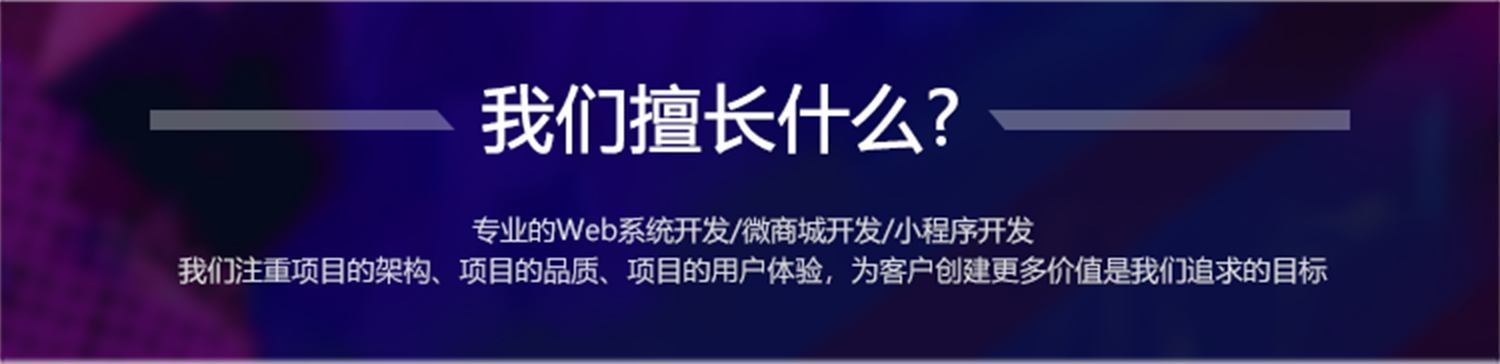 我们擅长什么?
专业的Web系统开发/微商城开发/小程序开发
我们注重项目的架构、项目的品质、项目的用户体验，为客户创建更多价值是我们追求的目标